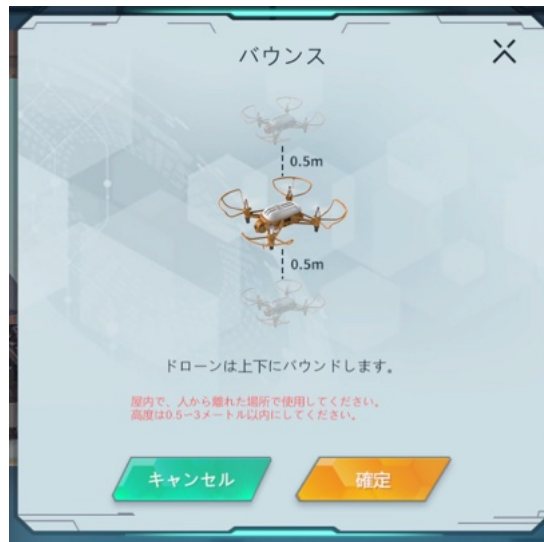 バウンス
0.5m
0.5m
ドローンは上下にバウンドします。
屋内で、人から離れた場所で使用してください。
高度は0.5−3メートル以内にしてください。
キャンセル
確定